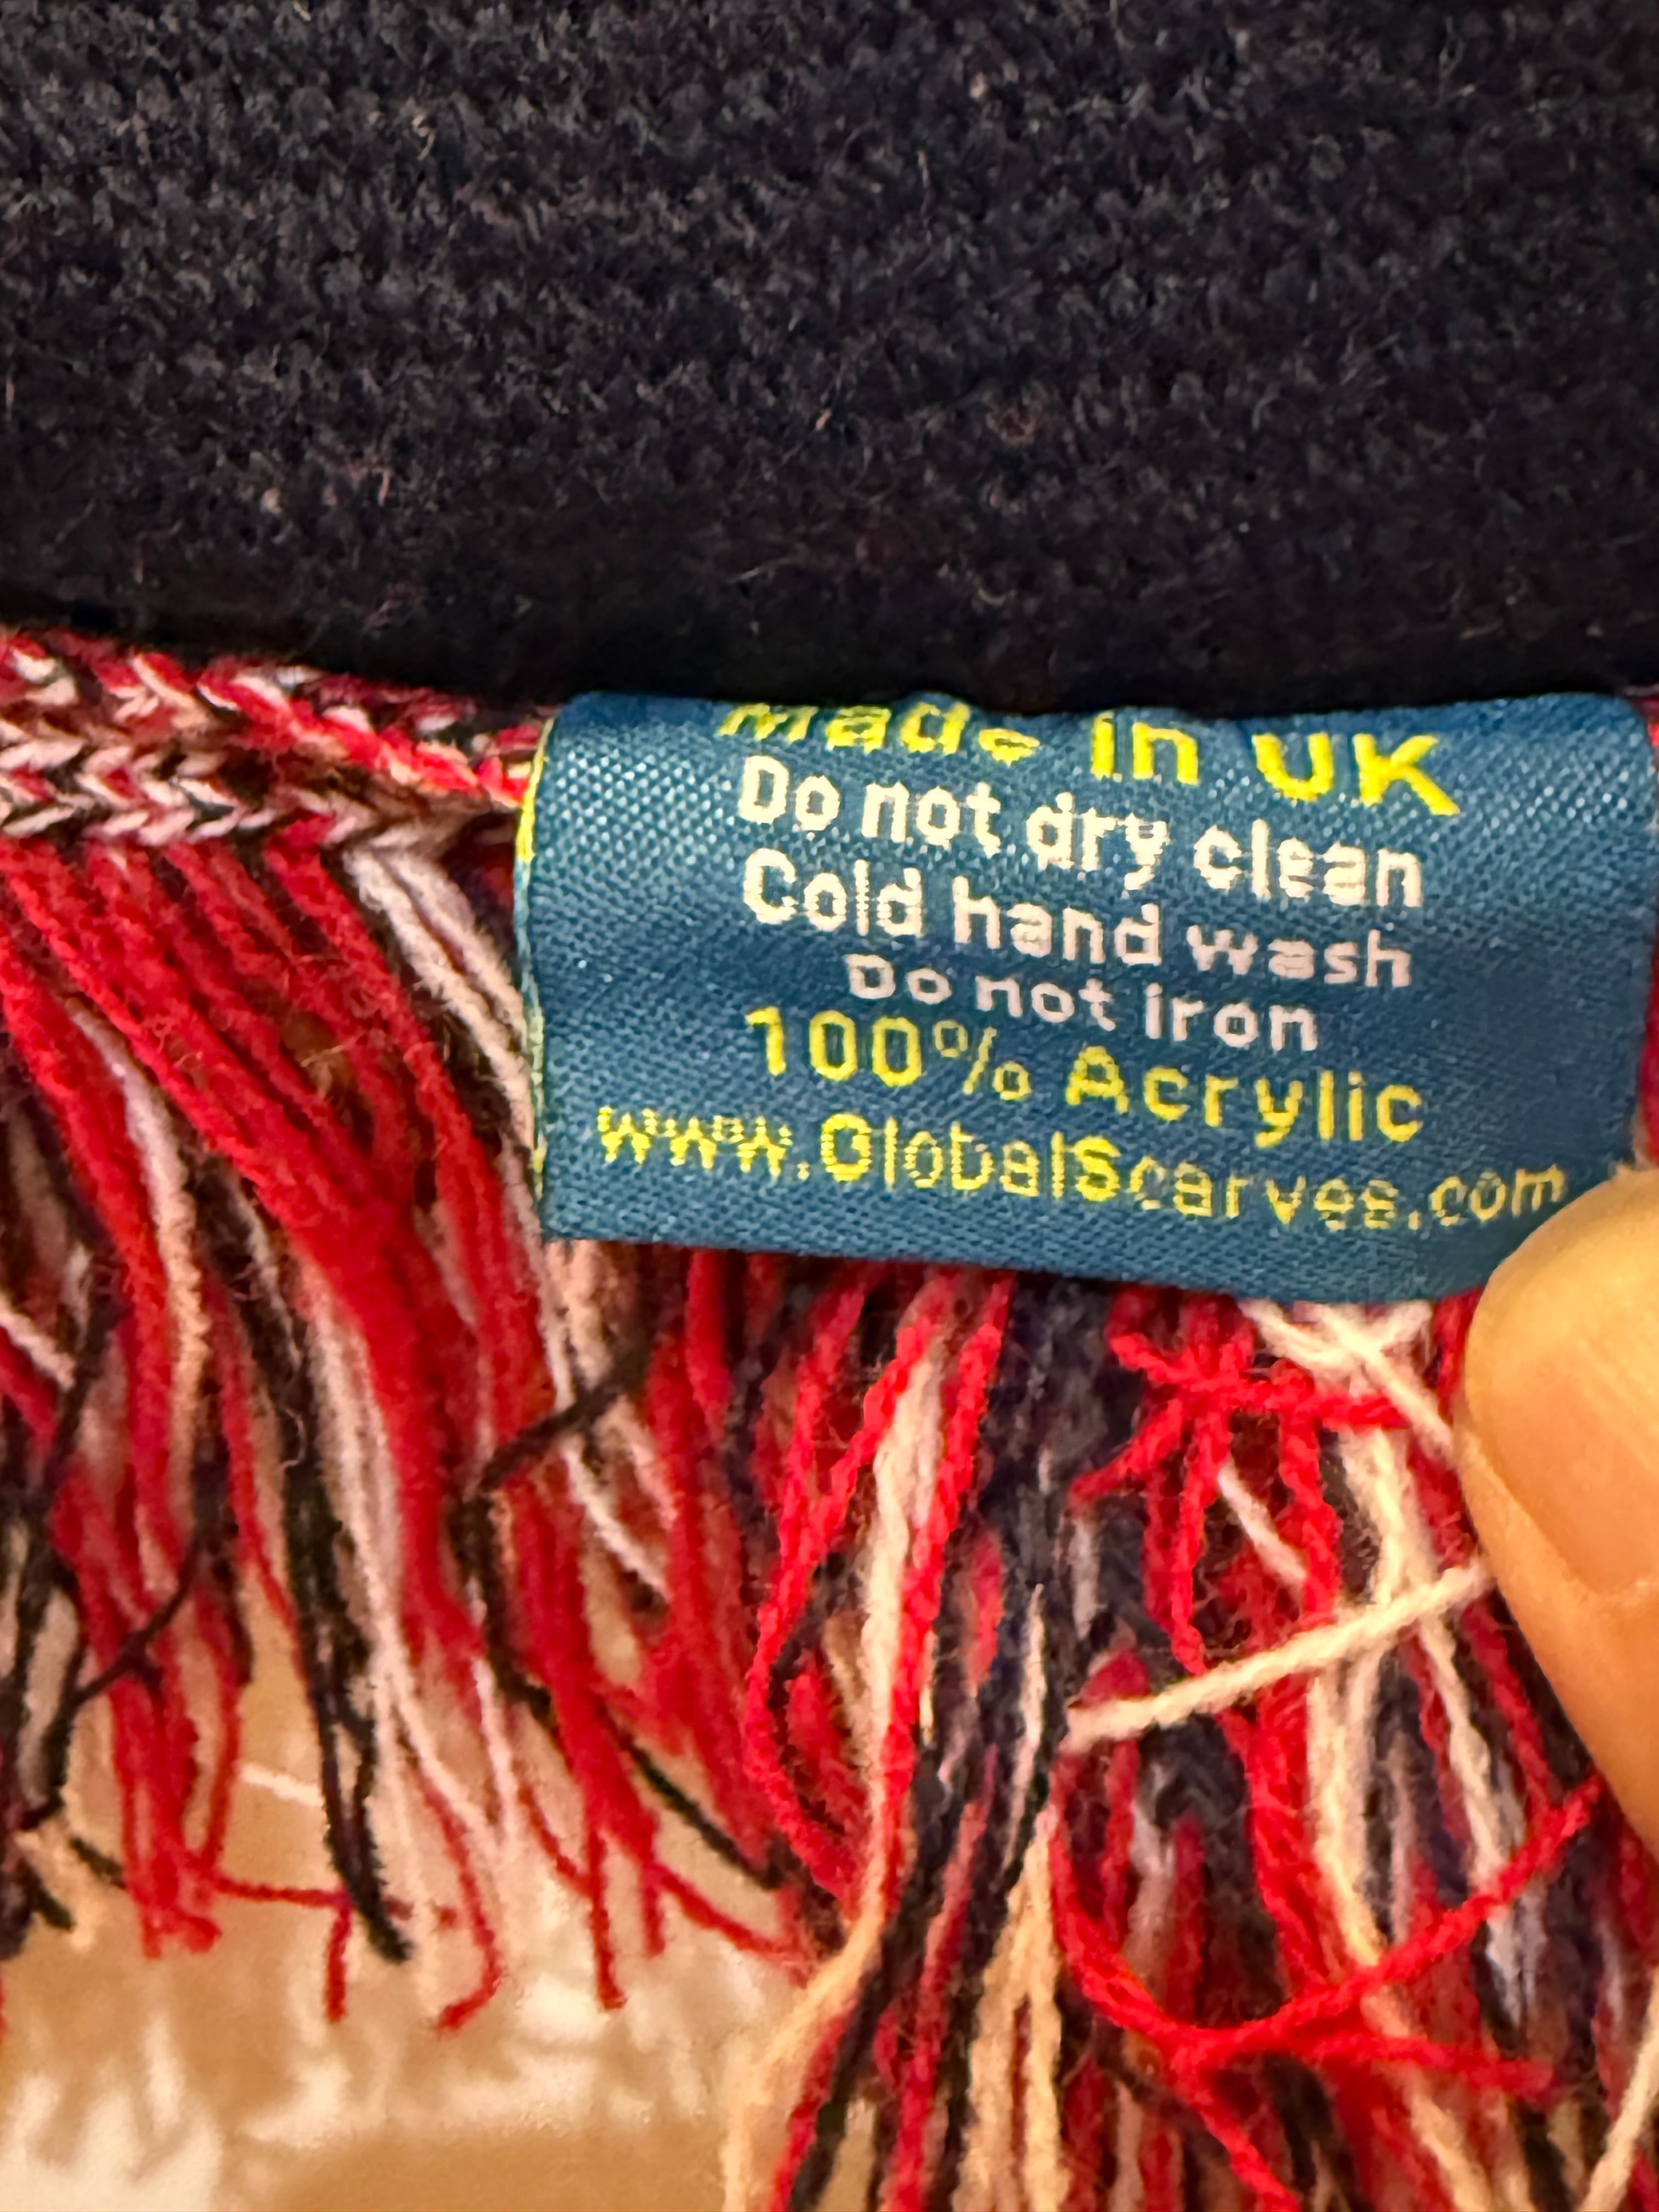 made in UK
Do not dry clean
Cold hand wash
Do not iron
100% Acrylic
www.GlobalScarves.com